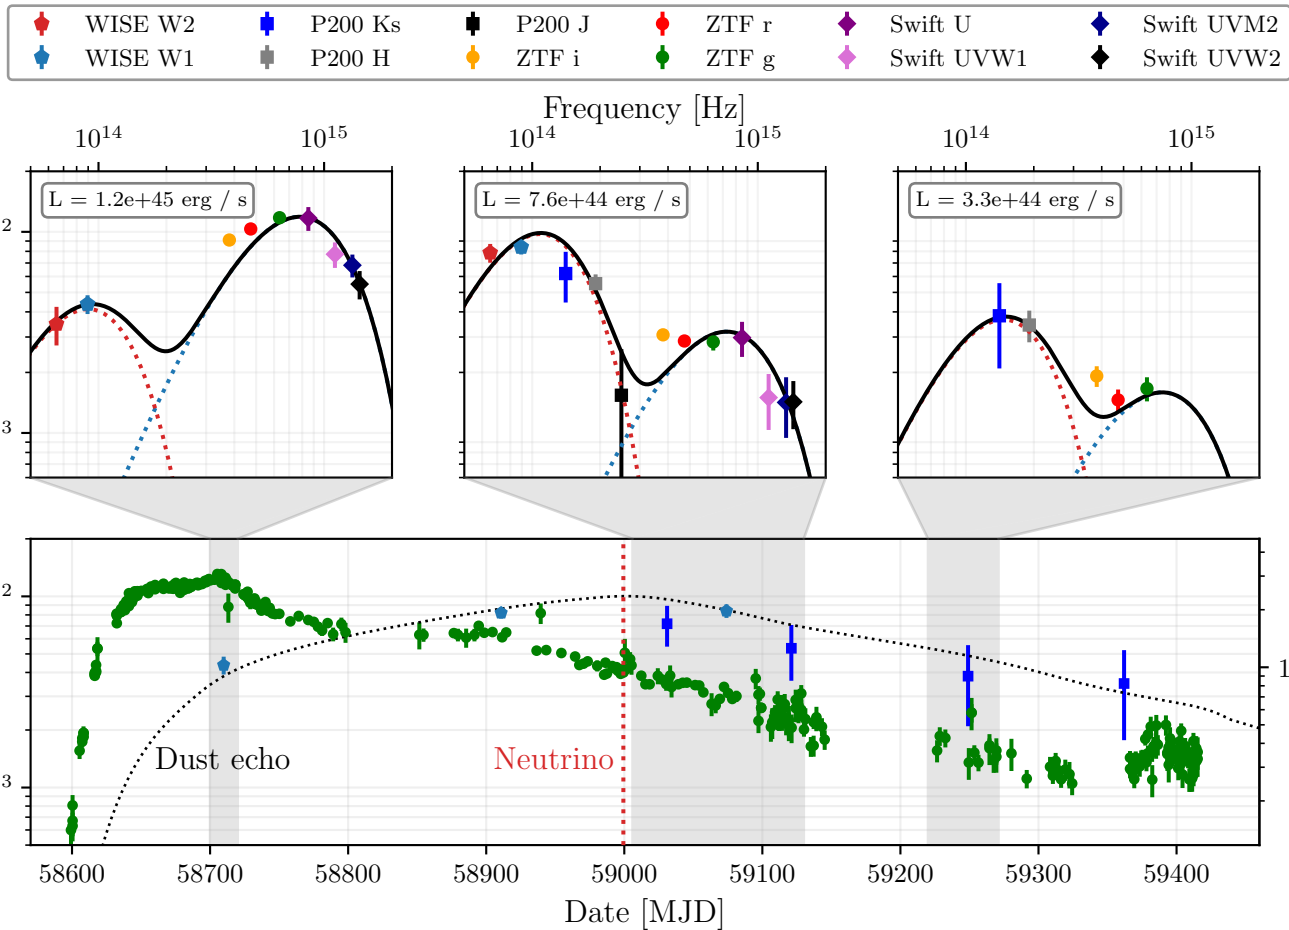 WISE W2 P200 Ks P200 J ZTF r Swift U Swift UVM2
WISE W1 P200 H ZTF i ZTF g Swift UVW1 Swift UVW2
Frequency [Hz]
10^14 10^15 10^14 10^15 10^14 10^15
L = 1.2e+45 erg / s L = 7.6e+44 erg / s L = 3.3e+44 erg / s
2
3
2
1
Dust echo Neutrino
3
58600 58700 58800 58900 59000 59100 59200 59300 59400
Date [MJD]